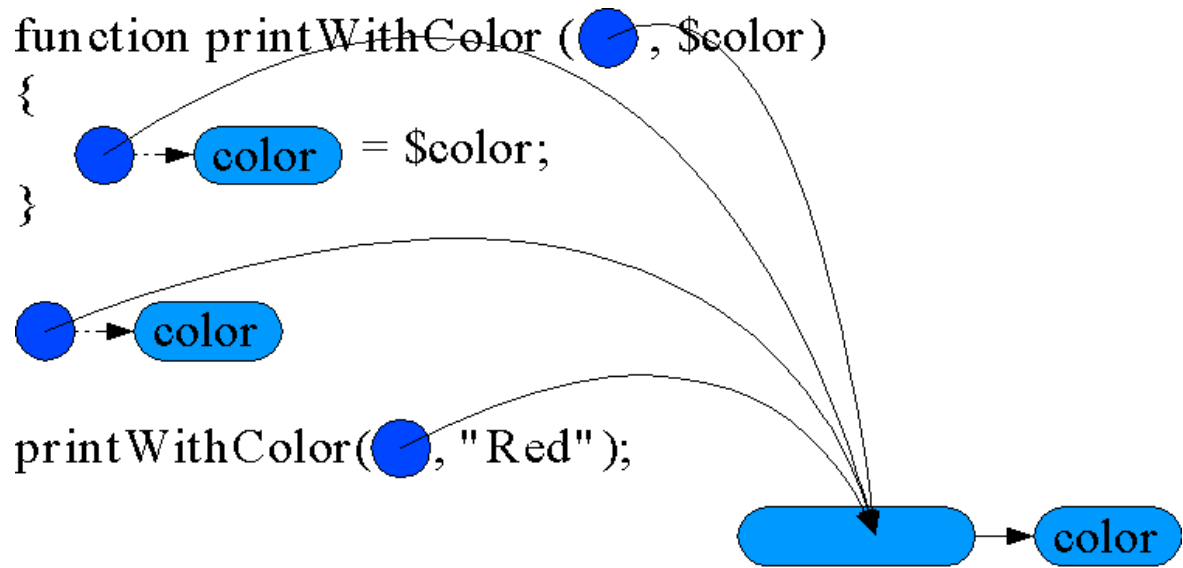 function printWithColor ( , $color)
{
color = $color;
}
color
printWithColor( , "Red");
color